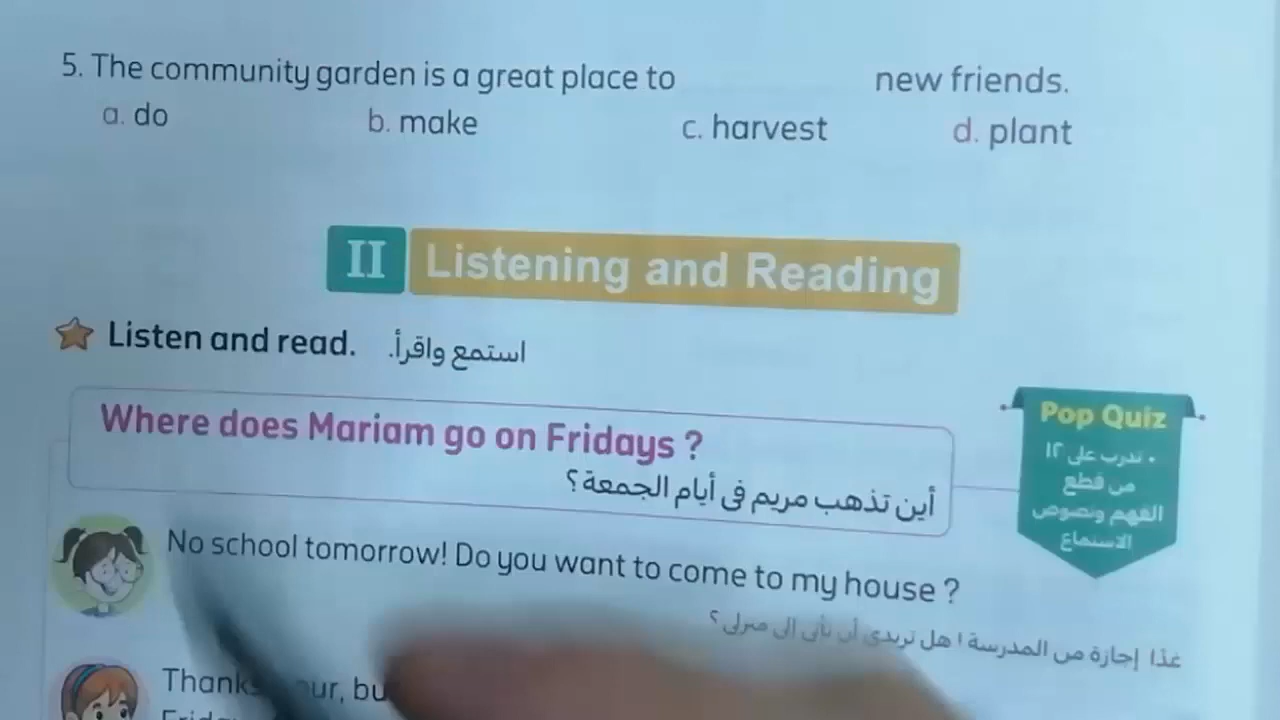 5. The community garden is a great place to new friends.
a. do b. make c. harvest d. plant
II Listening and Reading
Listen and read. استمع واقرأ.
Where does Mariam go on Fridays ?
أين تذهب مريم فى أيام الجمعة؟
Pop Quiz
• تدرب على ١٢
من قطع
الفهم ونصوص
الاستماع
No school tomorrow! Do you want to come to my house ?
غدًا إجازة من المدرسة! هل تريدى أن تأتى إلى منزلى؟